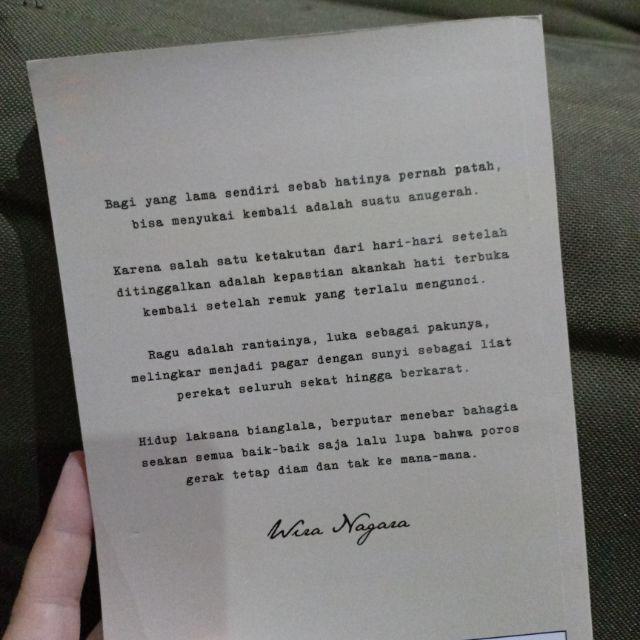 Bagi yang lama sendiri sebab hatinya pernah patah,
bisa menyukai kembali adalah suatu anugerah.
Karena salah satu ketakutan dari hari-hari setelah
ditinggalkan adalah kepastian akankah hati terbuka
kembali setelah remuk yang terlalu mengunci.
Ragu adalah rantainya, luka sebagai pakunya,
melingkar menjadi pagar dengan sunyi sebagai liat
perekat seluruh sekat hingga berkarat.
Hidup laksana bianglala, berputar menebar bahagia
seakan semua baik-baik saja lalu lupa bahwa poros
gerak tetap diam dan tak ke mana-mana.
Wira Nagara